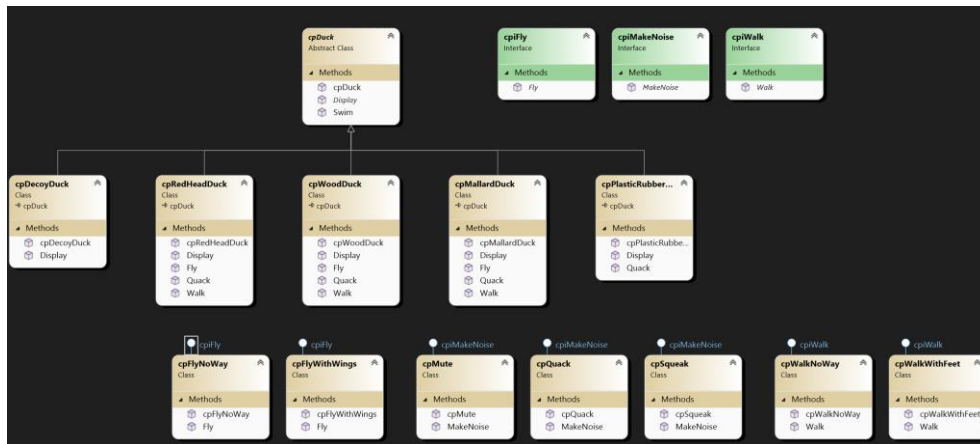 cpDuck
Abstract Class
Methods
cpDuck
Display
Swim
cpiFly
Interface
Methods
Fly
cpiMakeNoise
Interface
Methods
MakeNoise
cpiWalk
Interface
Methods
Walk
cpDecoyDuck
Class
cpDuck
Methods
cpDecoyDuck
Display
cpRedHeadDuck
Class
cpDuck
Methods
cpRedHeadDuck
Display
Fly
Quack
Walk
cpWoodDuck
Class
cpDuck
Methods
cpWoodDuck
Display
Fly
Quack
Walk
cpMallardDuck
Class
cpDuck
Methods
cpMallardDuck
Display
Fly
Quack
Walk
cpPlasticRubber...
Class
cpDuck
Methods
cpPlasticRubbe...
Display
Quack
cpiFly
cpFlyNoWay
Class
Methods
cpFlyNoWay
Fly
cpiFly
cpFlyWithWings
Class
Methods
cpFlyWithWings
Fly
cpiMakeNoise
cpMute
Class
Methods
cpMute
MakeNoise
cpiMakeNoise
cpQuack
Class
Methods
cpQuack
MakeNoise
cpiMakeNoise
cpSqueak
Class
Methods
cpSqueak
MakeNoise
cpiWalk
cpWalkNoWay
Class
Methods
cpWalkNoWay
Walk
cpiWalk
cpWalkWithFeet
Class
Methods
cpWalkWithFeet
Walk